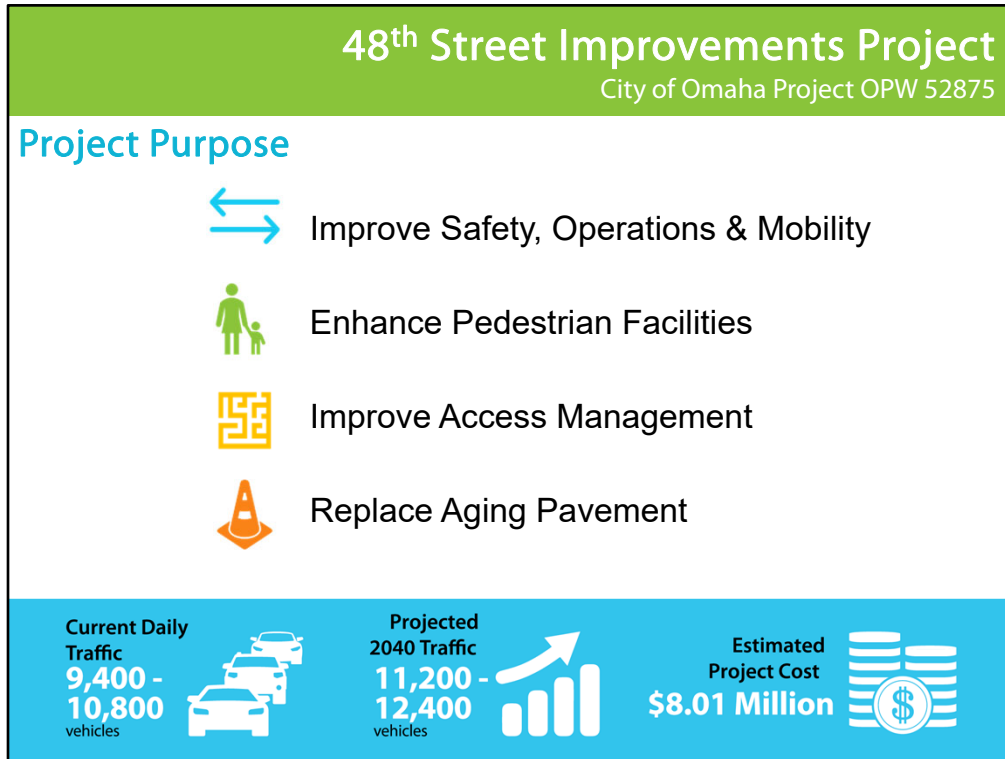 48th Street Improvements Project
City of Omaha Project OPW 52875
Project Purpose
Improve Safety, Operations & Mobility
Enhance Pedestrian Facilities
Improve Access Management
Replace Aging Pavement
Current Daily
Traffic
9,400 -
10,800
vehicles
Projected
2040 Traffic
11,200 -
12,400
vehicles
Estimated
Project Cost
$8.01 Million
$